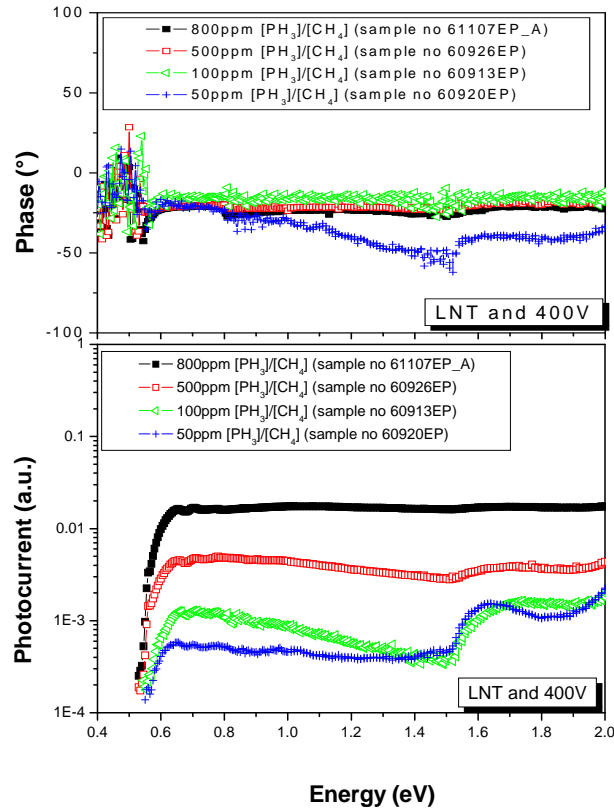 800ppm [PH3]/[CH4] (sample no 61107EP_A)
500ppm [PH3]/[CH4] (sample no 60926EP)
100ppm [PH3]/[CH4] (sample no 60913EP)
50ppm [PH3]/[CH4] (sample no 60920EP)
100
50
0
-50
-100
Phase (°)
LNT and 400V
800ppm [PH3]/[CH4] (sample no 61107EP_A)
500ppm [PH3]/[CH4] (sample no 60926EP)
100ppm [PH3]/[CH4] (sample no 60913EP)
50ppm [PH3]/[CH4] (sample no 60920EP)
1
0.1
0.01
1E-3
1E-4
Photocurrent (a.u.)
LNT and 400V
0.4 0.6 0.8 1.0 1.2 1.4 1.6 1.8 2.0
Energy (eV)